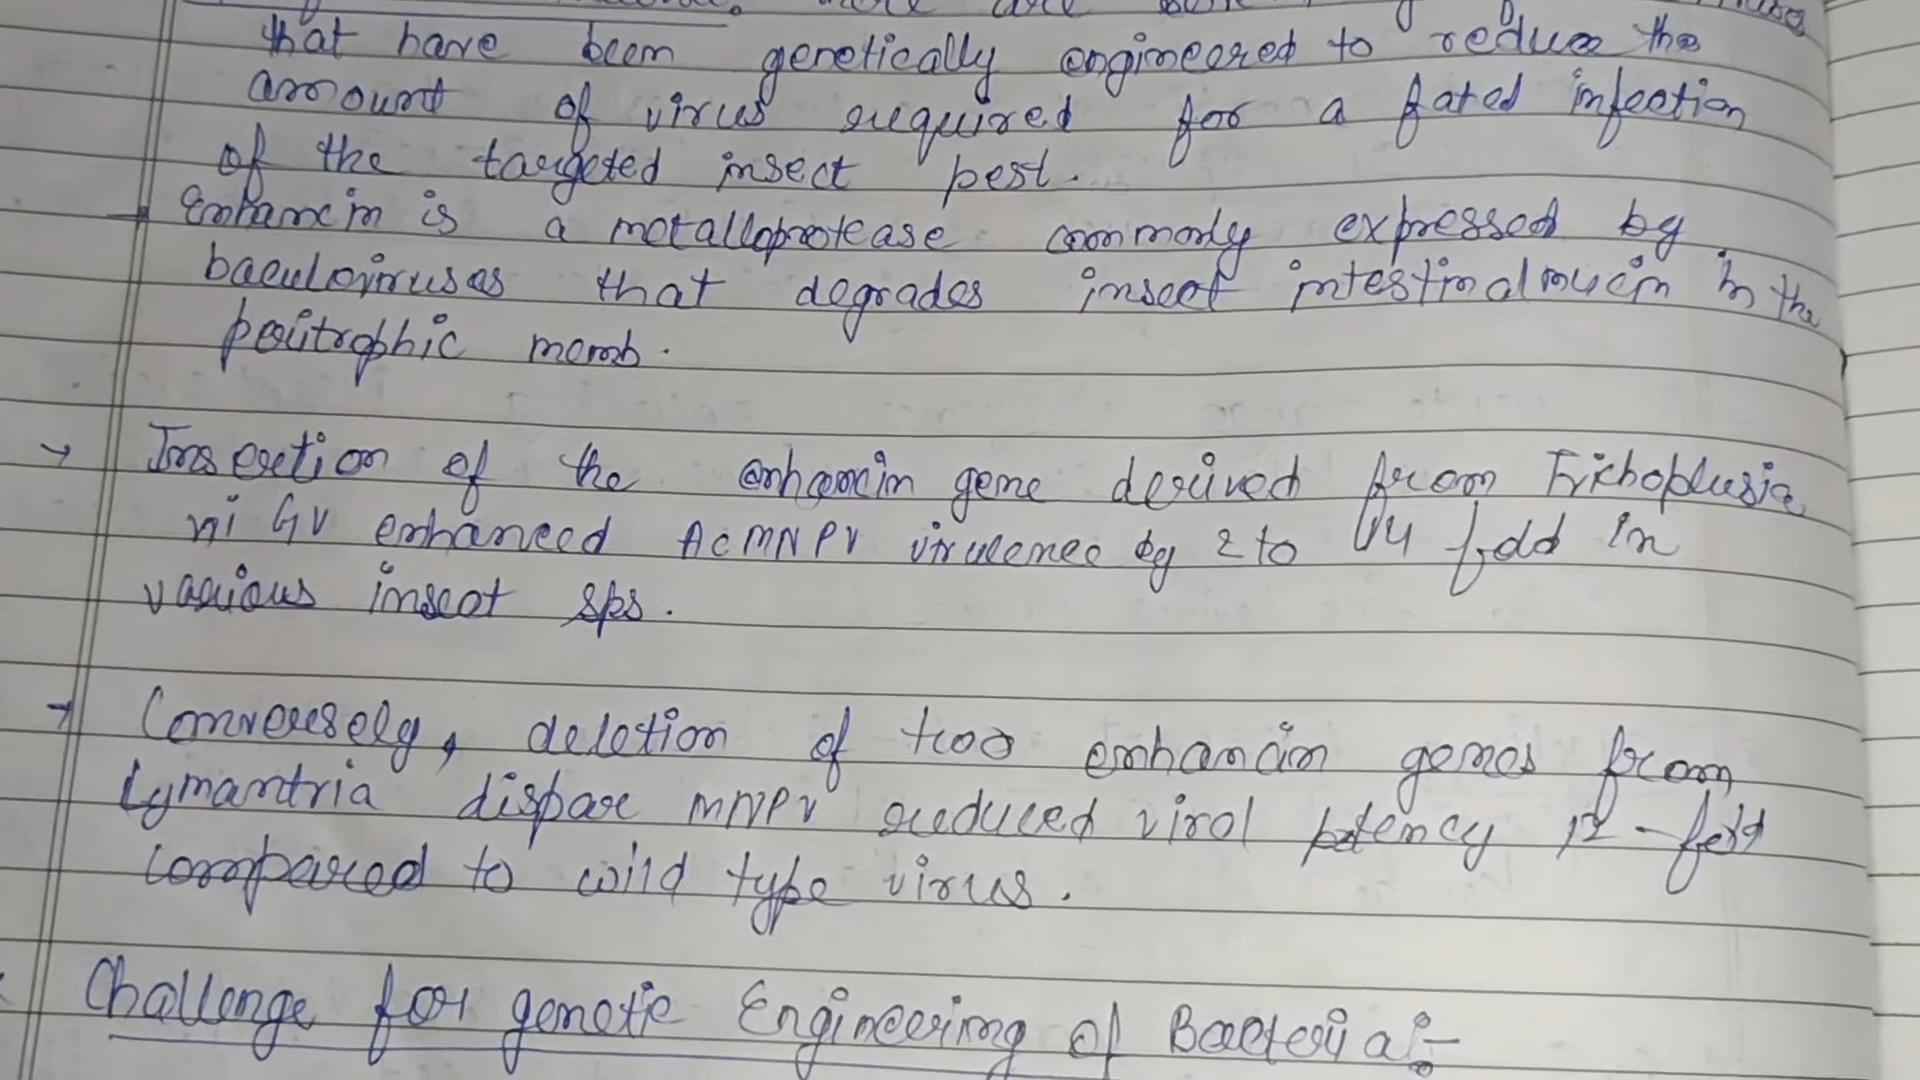 that have been genetically engineered to reduce the
amount of virus required for a fated infection
of the targeted insect pest.
→ Enhancin is a metalloprotease commonly expressed by
baculoviruses that degrades insect intestinal mucin in the
peritrophic memb.
→ Insertion of the enhancin gene derived from Trichoplusia
ni GV enhanced AcMNPV virulence by 2 to 14 fold in
various insect sps.
→ Conversely, deletion of two enhancin genes from
Lymantria dispar MNPV reduced viral potency 12-fold
compared to wild type virus.
Challenge for genetic Engineering of Bacteria:-